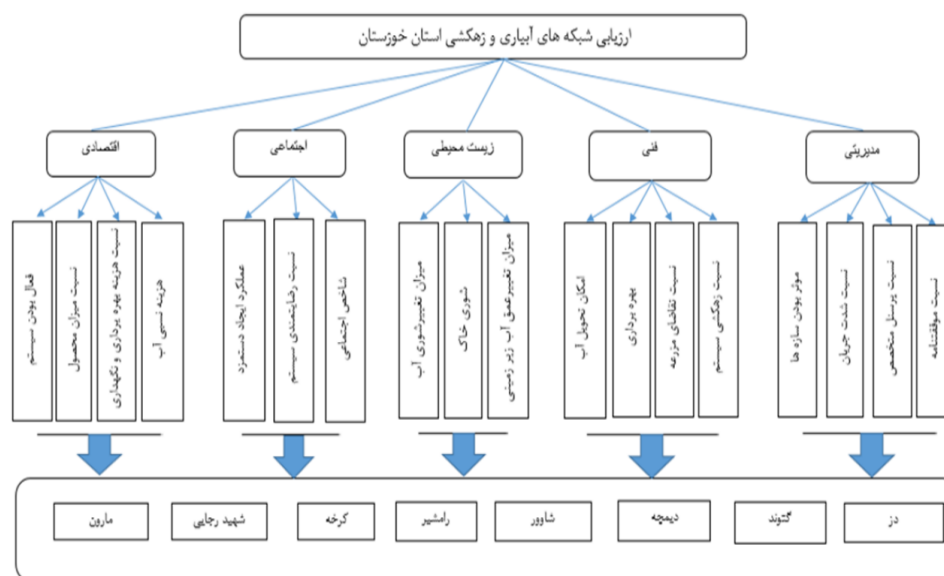 ارزیابی شبکه های آبیاری و زهکشی استان خوزستان
مدیریتی
فنی
زیست محیطی
اجتماعی
اقتصادی
نسبت موفقتنامه
نسبت پرسنل متخصص
نسبت شدت جریان
موثر بودن سازه ها
نسبت زهکشی سیستم
نسبت تقاضای مزرعه
بهره برداری
امکان تحویل آب
میزان تغییرعمق آب زیر زمینی
شوری خاک
میزان تغییرشوری آب
شاخص اجتماعی
نسبت رضایتمندی سیستم
عملکرد ایجاد دستمزد
هزینه نسبی آب
نسبت هزینه بهره برداری و نگهداری
نسبت میزان محصول
فعال بودن سیستم
دز
گتوند
دیمچه
شاوور
رامشیر
کرخه
شهید رجایی
مارون